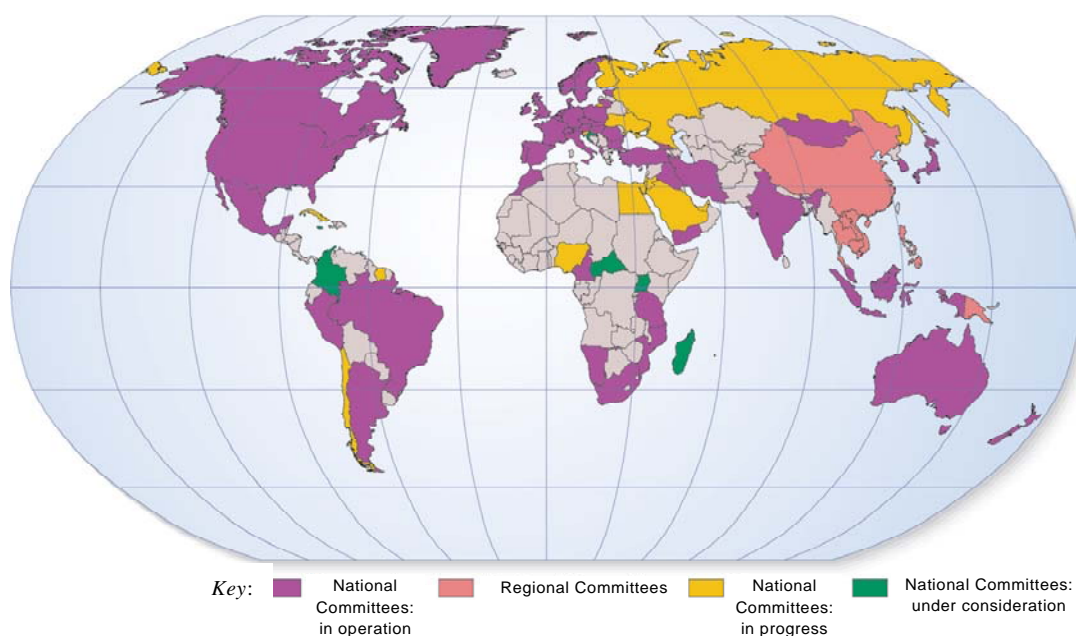 Key: National Regional Committees National National Committees:
Committees: Committees: under consideration
in operation in progress